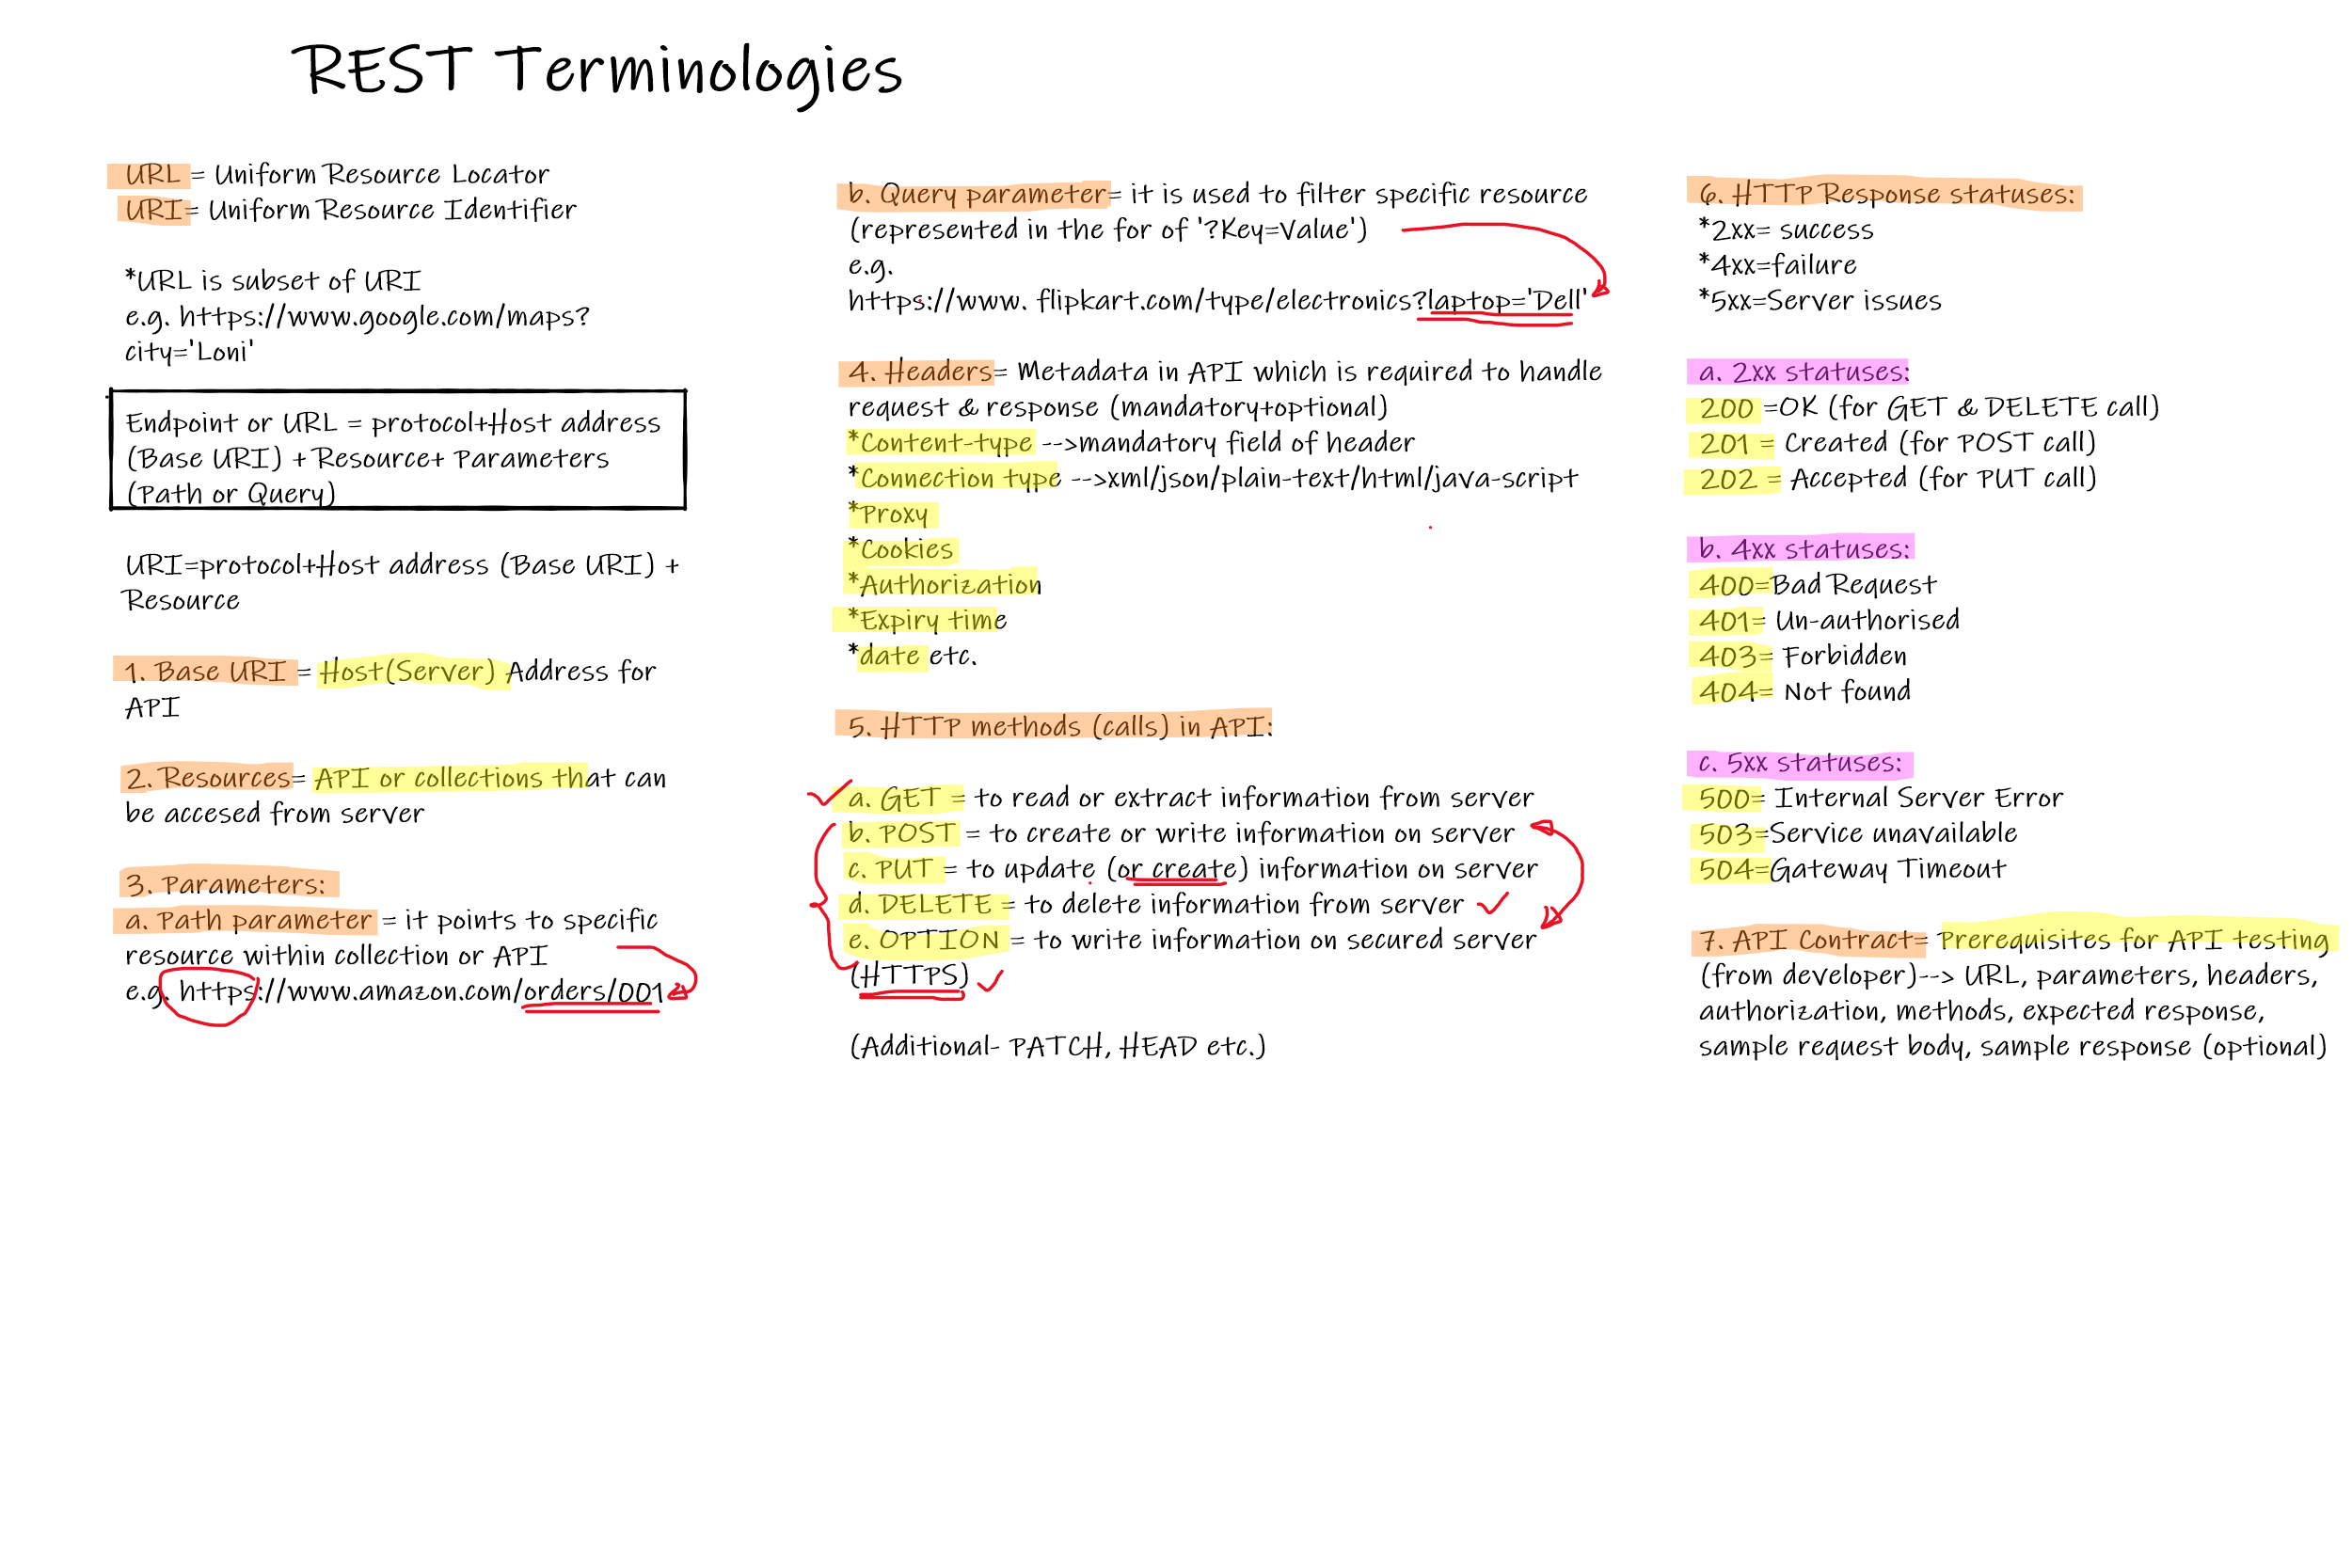 REST Terminologies
URL = Uniform Resource Locator
URI= Uniform Resource Identifier
*URL is subset of URI
e.g. https://www.google.com/maps?
city='Loni'
Endpoint or URL = protocol+Host address
(Base URI) + Resource+ Parameters
(Path or Query)
URI=protocol+Host address (Base URI) +
Resource
1. Base URI = Host(Server) Address for
API
2. Resources= API or collections that can
be accesed from server
3. Parameters:
a. Path parameter = it points to specific
resource within collection or API
e.g. https://www.amazon.com/orders/001
b. Query parameter= it is used to filter specific resource
(represented in the for of '?Key=Value')
e.g.
https://www. flipkart.com/type/electronics?laptop='Dell'
4. Headers= Metadata in API which is required to handle
request & response (mandatory+optional)
*Content-type -->mandatory field of header
*Connection type -->xml/json/plain-text/html/java-script
*Proxy
*Cookies
*Authorization
*Expiry time
*date etc.
5. HTTP methods (calls) in API:
a. GET = to read or extract information from server
b. POST = to create or write information on server
c. PUT = to update (or create) information on server
d. DELETE = to delete information from server
e. OPTION = to write information on secured server
(HTTPS)
(Additional- PATCH, HEAD etc.)
6. HTTP Response statuses:
*2xx= success
*4xx=failure
*5xx=Server issues
a. 2xx statuses:
200 =OK (for GET & DELETE call)
201 = Created (for POST call)
202 = Accepted (for PUT call)
b. 4xx statuses:
400=Bad Request
401= Un-authorised
403= Forbidden
404= Not found
c. 5xx statuses:
500= Internal Server Error
503=Service unavailable
504=Gateway Timeout
7. API Contract= Prerequisites for API testing
(from developer)--> URL, parameters, headers,
authorization, methods, expected response,
sample request body, sample response (optional)